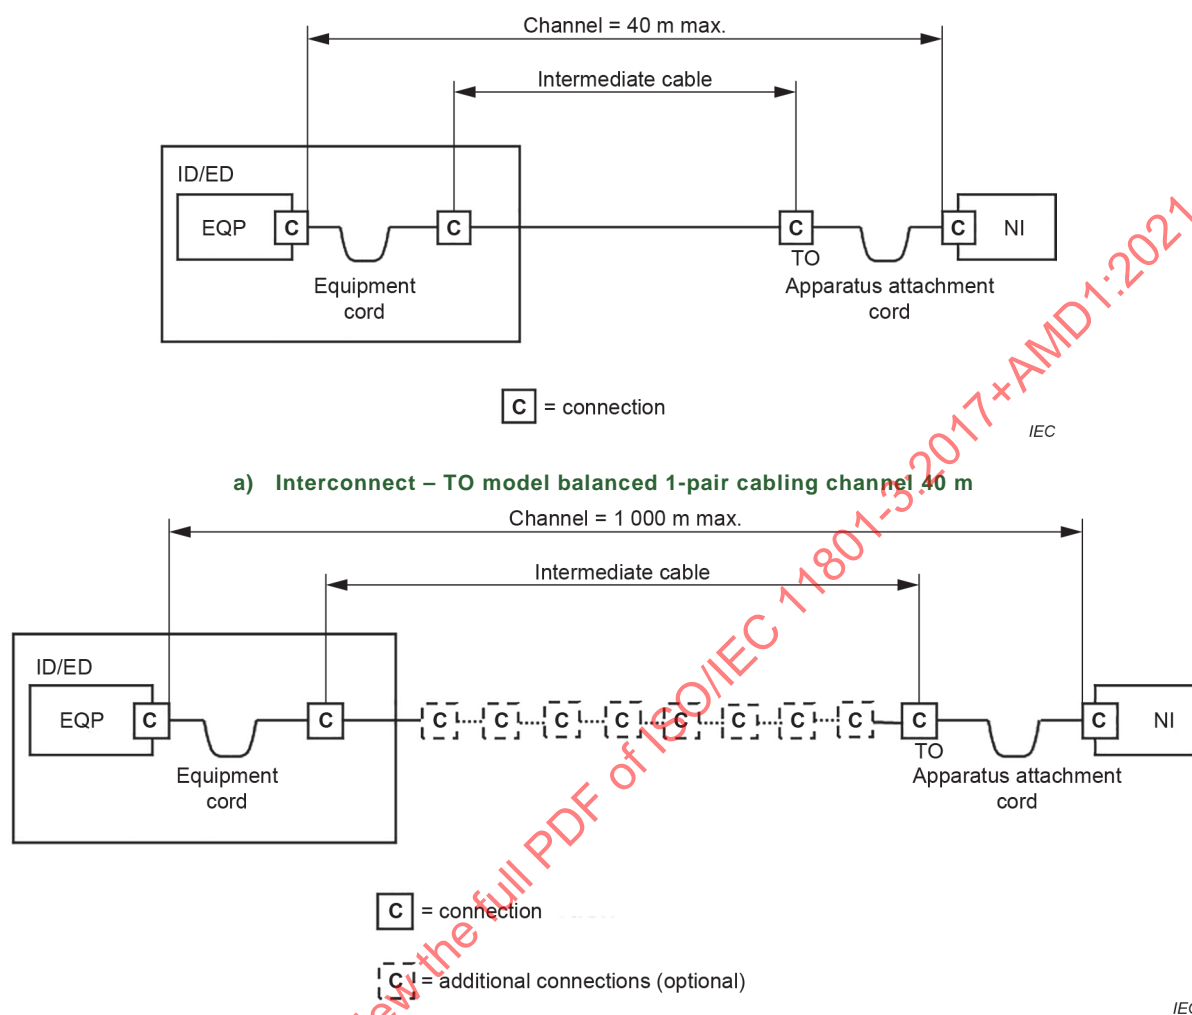 Channel = 40 m max.
Intermediate cable
ID/ED
EQP
C
C
C
C
NI
TO
Equipment
cord
Apparatus attachment
cord
C = connection
IEC
a) Interconnect – TO model balanced 1-pair cabling channel 40 m
Channel = 1 000 m max.
Intermediate cable
ID/ED
EQP
C
C
C
C
C
C
C
C
C
C
C
C
NI
TO
Equipment
cord
Apparatus attachment
cord
C = connection
C = additional connections (optional)
IEC
the full PDF of ISO/IEC 11801-3:2017+AMD1:2021